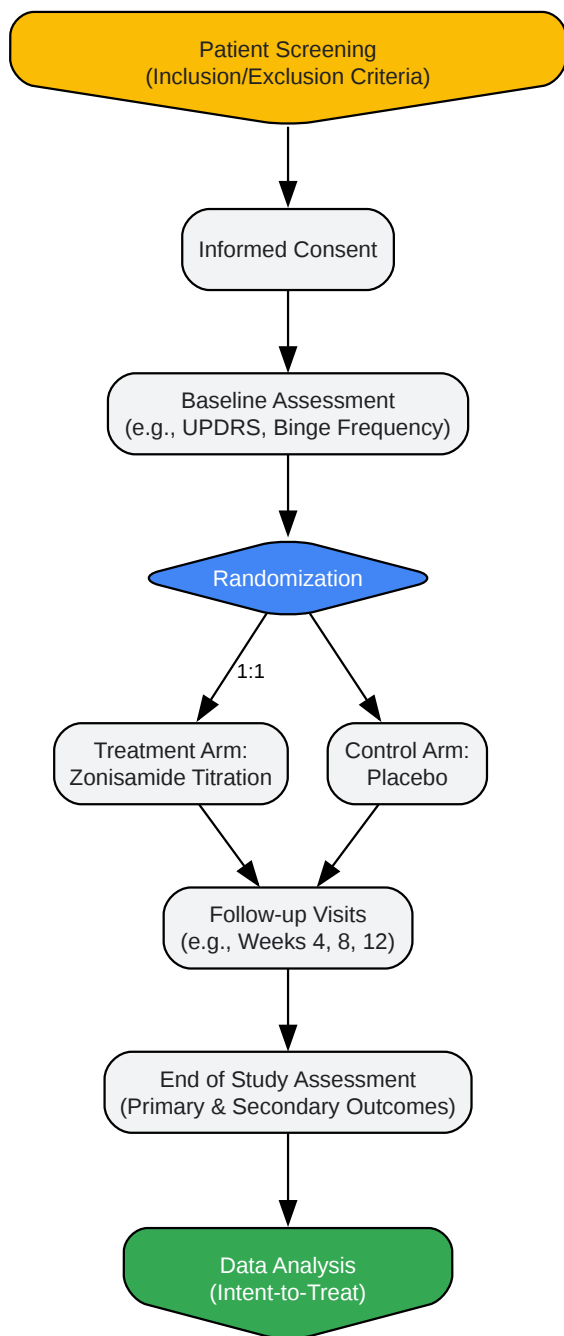 Patient Screening
(Inclusion/Exclusion Criteria)
Informed Consent
Baseline Assessment
(e.g., UPDRS, Binge Frequency)
Randomization
1:1
Treatment Arm:
Zonisamide Titration
Control Arm:
Placebo
Follow-up Visits
(e.g., Weeks 4, 8, 12)
End of Study Assessment
(Primary & Secondary Outcomes)
Data Analysis
(Intent-to-Treat)